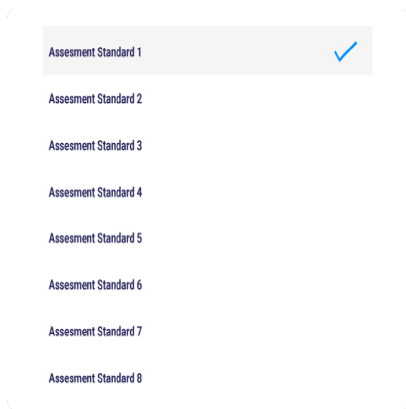 Assesment Standard 1
Assesment Standard 2
Assesment Standard 3
Assesment Standard 4
Assesment Standard 5
Assesment Standard 6
Assesment Standard 7
Assesment Standard 8